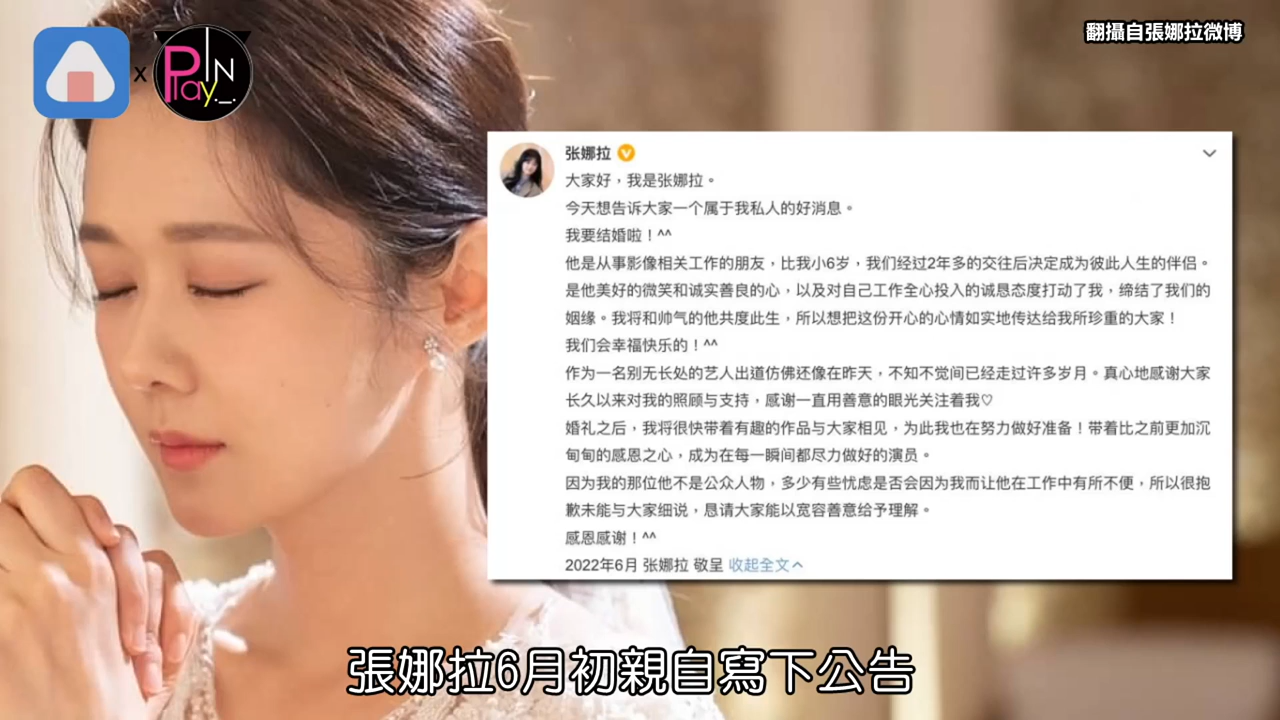 翻攝自張娜拉微博
x
PlayIN
张娜拉
大家好，我是张娜拉。
今天想告诉大家一个属于我私人的好消息。
我要结婚啦！^^
他是从事影像相关工作的朋友，比我小6岁，我们经过2年多的交往后决定成为彼此人生的伴侣。
是他美好的微笑和诚实善良的心，以及对自己工作全心投入的诚恳态度打动了我，缔结了我们的
姻缘。我将和帅气的他共度此生，所以想把这份开心的心情如实地传达给我所珍重的大家！
我们会幸福快乐的！^^
作为一名别无长处的艺人出道仿佛还像在昨天，不知不觉间已经走过许多岁月。真心地感谢大家
长久以来对我的照顾与支持，感谢一直用善意的眼光关注着我♡
婚礼之后，我将很快带着有趣的作品与大家相见，为此我也在努力做好准备！带着比之前更加沉
甸甸的感恩之心，成为在每一瞬间都尽力做好的演员。
因为我的那位他不是公众人物，多少有些忧虑是否会因为我而让他在工作中有所不便，所以很抱
歉未能与大家细说，恳请大家能以宽容善意给予理解。
感恩感谢！^^
2022年6月 张娜拉 敬呈 收起全文
張娜拉6月初親自寫下公告